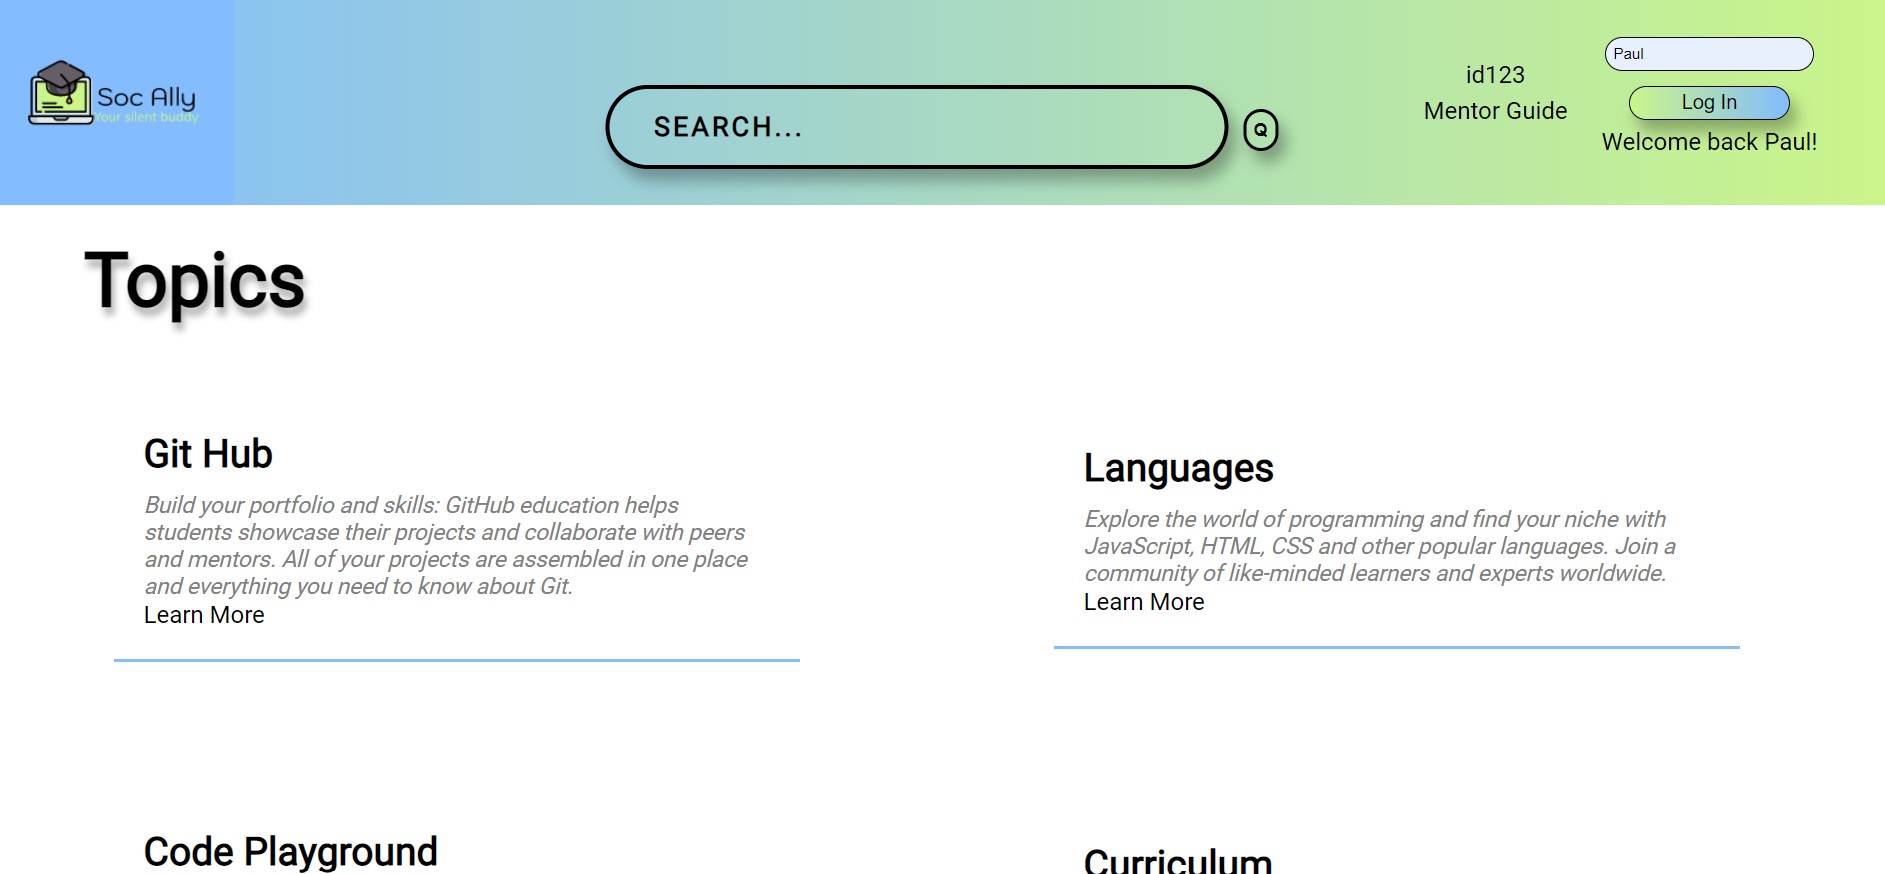 Soc Ally
Your silent buddy
SEARCH...
Q
id123
Mentor Guide
Paul
Log In
Welcome back Paul!
Topics
Git Hub
Build your portfolio and skills: GitHub education helps
students showcase their projects and collaborate with peers
and mentors. All of your projects are assembled in one place
and everything you need to know about Git.
Learn More
Languages
Explore the world of programming and find your niche with
JavaScript, HTML, CSS and other popular languages. Join a
community of like-minded learners and experts worldwide.
Learn More
Code Playground
Curriculum